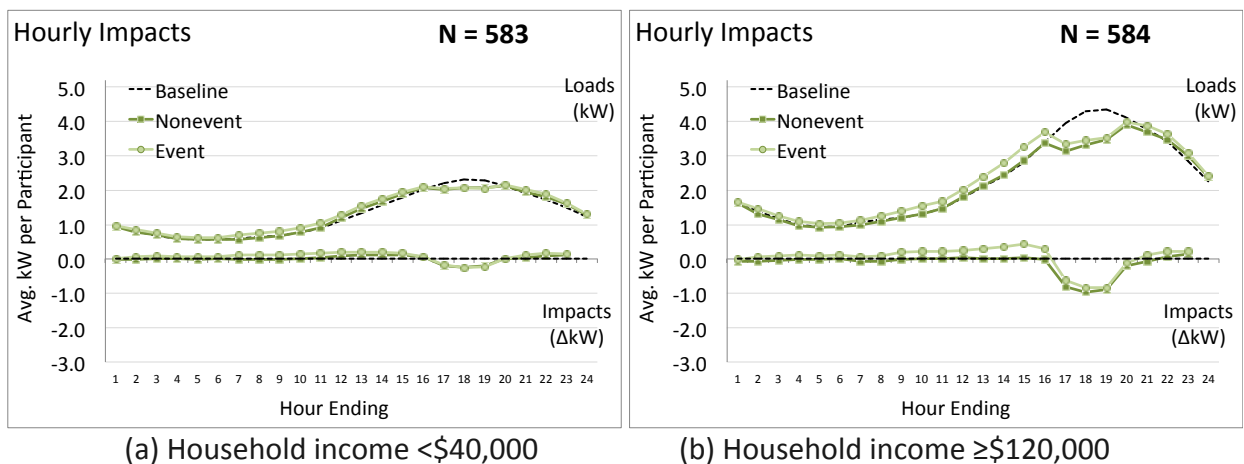 Hourly Impacts N = 583
Loads
(kW)
Baseline
Nonevent
Event
Avg. kW per Participant
5.0
4.0
3.0
2.0
1.0
0.0
-1.0
-2.0
-3.0
Impacts
(ΔkW)
1 2 3 4 5 6 7 8 9 10 11 12 13 14 15 16 17 18 19 20 21 22 23 24
Hour Ending
(a) Household income <$40,000
Hourly Impacts N = 584
Loads
(kW)
Baseline
Nonevent
Event
Avg. kW per Participant
5.0
4.0
3.0
2.0
1.0
0.0
-1.0
-2.0
-3.0
Impacts
(ΔkW)
1 2 3 4 5 6 7 8 9 10 11 12 13 14 15 16 17 18 19 20 21 22 23 24
Hour Ending
(b) Household income ≥$120,000